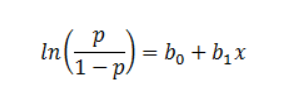 ln(p/(1 − p)) = b₀ + b₁x